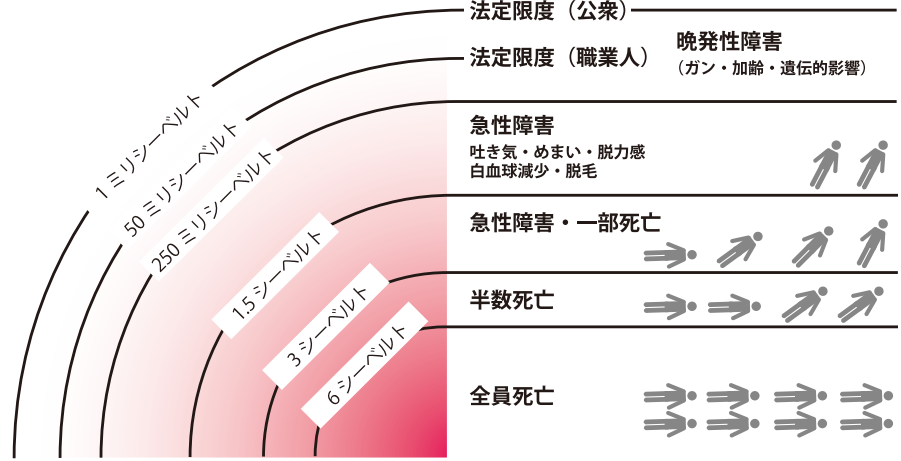 法定限度（公衆）
法定限度（職業人）
晩発性障害
（ガン・加齢・遺伝的影響）
急性障害
吐き気・めまい・脱力感
白血球減少・脱毛
急性障害・一部死亡
半数死亡
全員死亡
1 ミリシーベルト
50 ミリシーベルト
250 ミリシーベルト
1.5 シーベルト
3 シーベルト
6 シーベルト